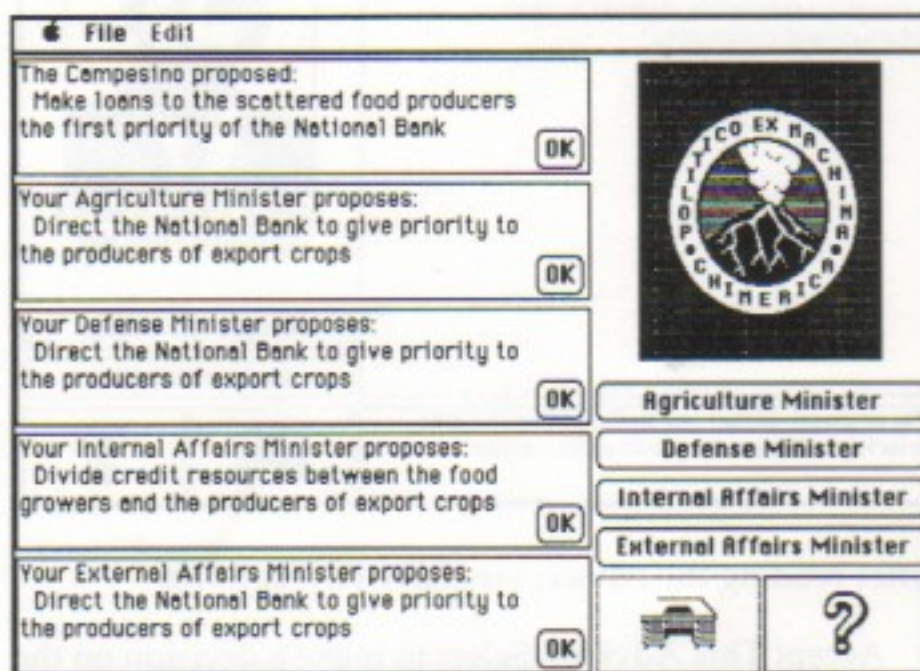 File Edit
The Campesino proposed:
Make loans to the scattered food producers
the first priority of the National Bank
OK
Your Agriculture Minister proposes:
Direct the National Bank to give priority to
the producers of export crops
OK
Your Defense Minister proposes:
Direct the National Bank to give priority to
the producers of export crops
OK
Your Internal Affairs Minister proposes:
Divide credit resources between the food
growers and the producers of export crops
OK
Your External Affairs Minister proposes:
Direct the National Bank to give priority to
the producers of export crops
OK
POLITICO EX MACHINA • CHIMERICA •
Agriculture Minister
Defense Minister
Internal Affairs Minister
External Affairs Minister
?